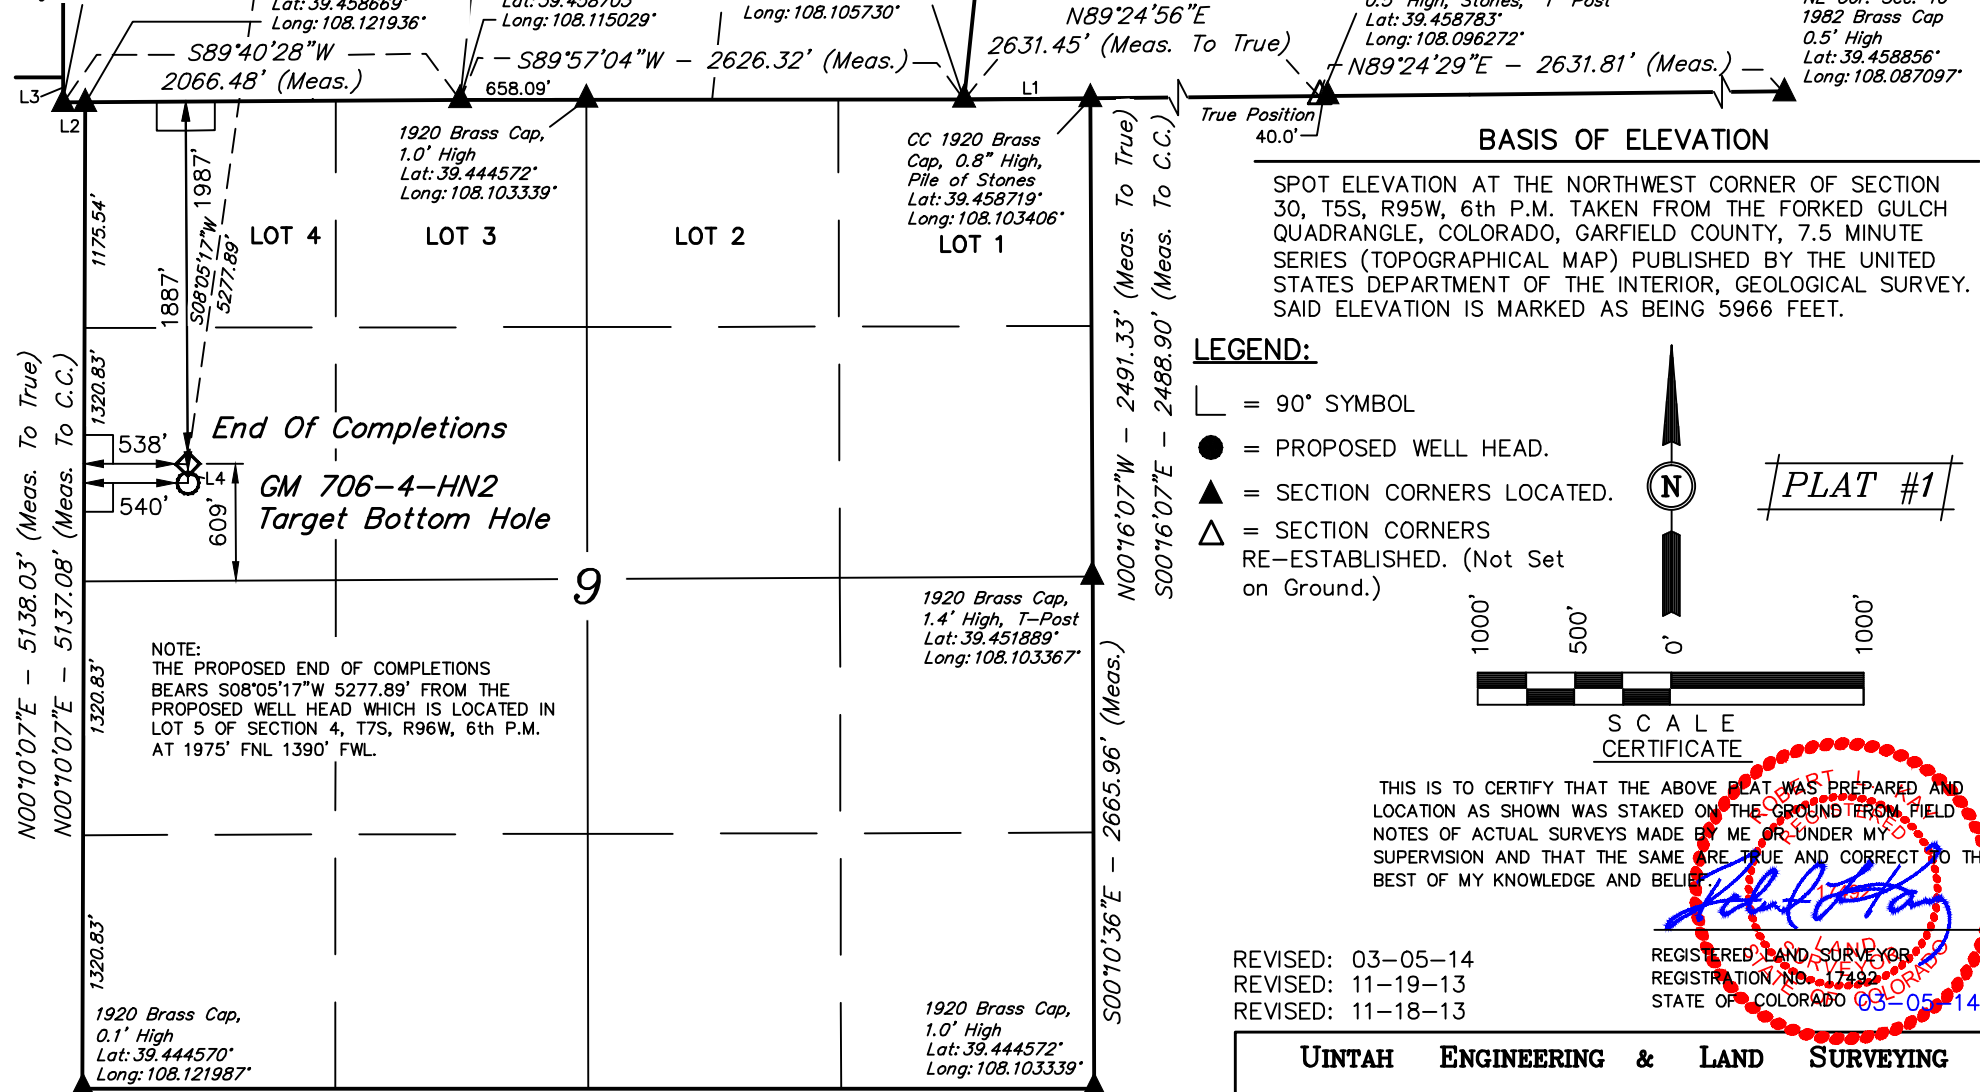 Lat: 39.458669°
Long: 108.121936°
Lat: 39.458705°
Long: 108.115029°
Long: 108.105730°
N89°24'56"E
2631.45' (Meas. To True)
Lat: 39.458783°
Long: 108.096272°
1982 Brass Cap
0.5' High
Lat: 39.458856°
Long: 108.087097°
S89°40'28"W
2066.48' (Meas.)
S89°57'04"W – 2626.32' (Meas.)
N89°24'29"E – 2631.81' (Meas.)
L3
L2
658.09'
L1
True Position
40.0'
1920 Brass Cap,
1.0' High
Lat: 39.444572°
Long: 108.103339°
CC 1920 Brass
Cap, 0.8" High,
Pile of Stones
Lat: 39.458719°
Long: 108.103406°
LOT 4
LOT 3
LOT 2
LOT 1
1175.54'
1987'
1887'
S08°05'17"W
5277.89'
1320.83'
538'
540'
L4
609'
End Of Completions
GM 706–4–HN2
Target Bottom Hole
9
N00°10'07"E – 5138.03' (Meas. To True)
N00°10'07"E – 5137.08' (Meas. To C.C.)
N00°16'07"W – 2491.33' (Meas. To True)
S00°16'07"E – 2488.90' (Meas. To C.C.)
1920 Brass Cap,
1.4' High, T–Post
Lat: 39.451889°
Long: 108.103367°
S00°10'36"E – 2665.96' (Meas.)
1320.83'
1320.83'
NOTE:
THE PROPOSED END OF COMPLETIONS
BEARS S08°05'17"W 5277.89' FROM THE
PROPOSED WELL HEAD WHICH IS LOCATED IN
LOT 5 OF SECTION 4, T7S, R96W, 6th P.M.
AT 1975' FNL 1390' FWL.
1920 Brass Cap,
0.1' High
Lat: 39.444570°
Long: 108.121987°
1920 Brass Cap,
1.0' High
Lat: 39.444572°
Long: 108.103339°
BASIS OF ELEVATION
SPOT ELEVATION AT THE NORTHWEST CORNER OF SECTION
30, T5S, R95W, 6th P.M. TAKEN FROM THE FORKED GULCH
QUADRANGLE, COLORADO, GARFIELD COUNTY, 7.5 MINUTE
SERIES (TOPOGRAPHICAL MAP) PUBLISHED BY THE UNITED
STATES DEPARTMENT OF THE INTERIOR, GEOLOGICAL SURVEY.
SAID ELEVATION IS MARKED AS BEING 5966 FEET.
LEGEND:
= 90° SYMBOL
= PROPOSED WELL HEAD.
= SECTION CORNERS LOCATED.
= SECTION CORNERS
RE–ESTABLISHED. (Not Set
on Ground.)
N
PLAT #1
1000'
500'
0'
1000'
SCALE
CERTIFICATE
THIS IS TO CERTIFY THAT THE ABOVE PLAT WAS PREPARED AND
LOCATION AS SHOWN WAS STAKED ON THE GROUND FROM FIELD
NOTES OF ACTUAL SURVEYS MADE BY ME OR UNDER MY
SUPERVISION AND THAT THE SAME ARE TRUE AND CORRECT TO TH
BEST OF MY KNOWLEDGE AND BELIEF.
ROBERT L. KAY
REGISTERED
17492
LAND
SURVEYOR
STATE OF COLORADO
REGISTERED LAND SURVEYOR
REGISTRATION NO. 17492
STATE OF COLORADO 03–05–14
REVISED: 03–05–14
REVISED: 11–19–13
REVISED: 11–18–13
UINTAH ENGINEERING & LAND SURVEYING